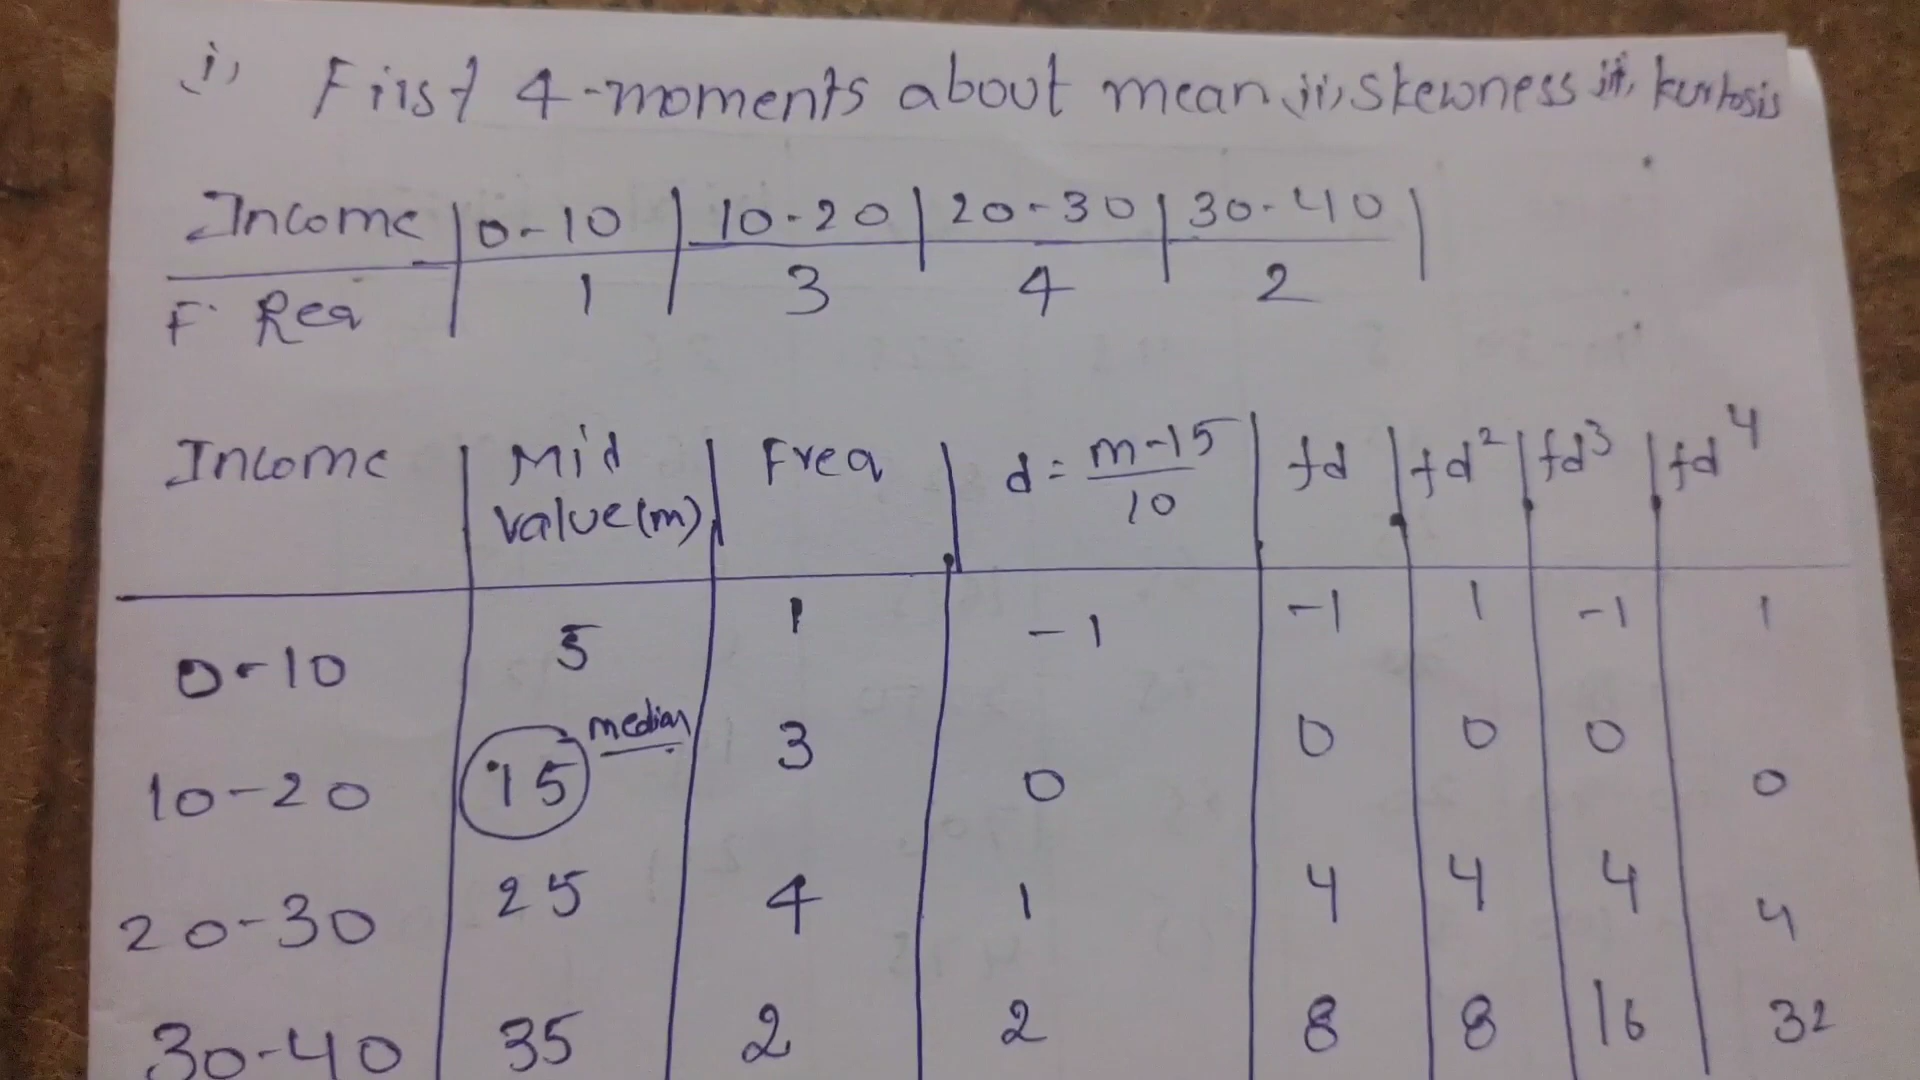 i, First 4-moments about mean ii, skewness iii, kurtosis
Income 0-10 10-20 20-30 30-40
F Req 1 3 4 2
Income Mid value(m) Freq d = m-15/10 fd fd² fd³ fd⁴
0-10 5 1 -1 -1 1 -1 1
10-20 15 median 3 0 0 0 0 0
20-30 25 4 1 4 4 4 4
30-40 35 2 2 8 8 16 32